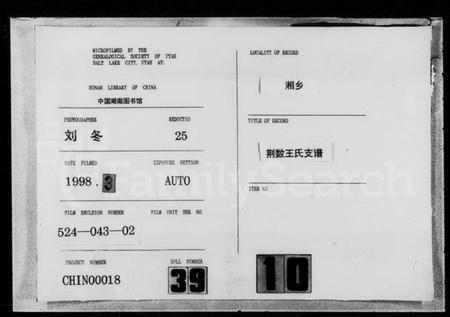 MICROFILMED BY THE
GENEALOGICAL SOCIETY OF UTAH
SALT LAKE CITY, UTAH AT:
HUNAN LIBRARY OF CHINA
中国湖南图书馆
PHOTOGRAPHER REDUCTIO
刘 冬 25
DATE FILMED EXPOSURE SETTION
1998. 3 AUTO
FILM EMULSION NUMBER FILM UNIT SER NO
524—043—02
PROJECT NUMBER ROLL NUMBER
CHIN00018 39
LOCALITY OF RECORD
湘乡
TITLE OF RECORD
荆数王氏支谱
ITEM NO
10
FamilySearch